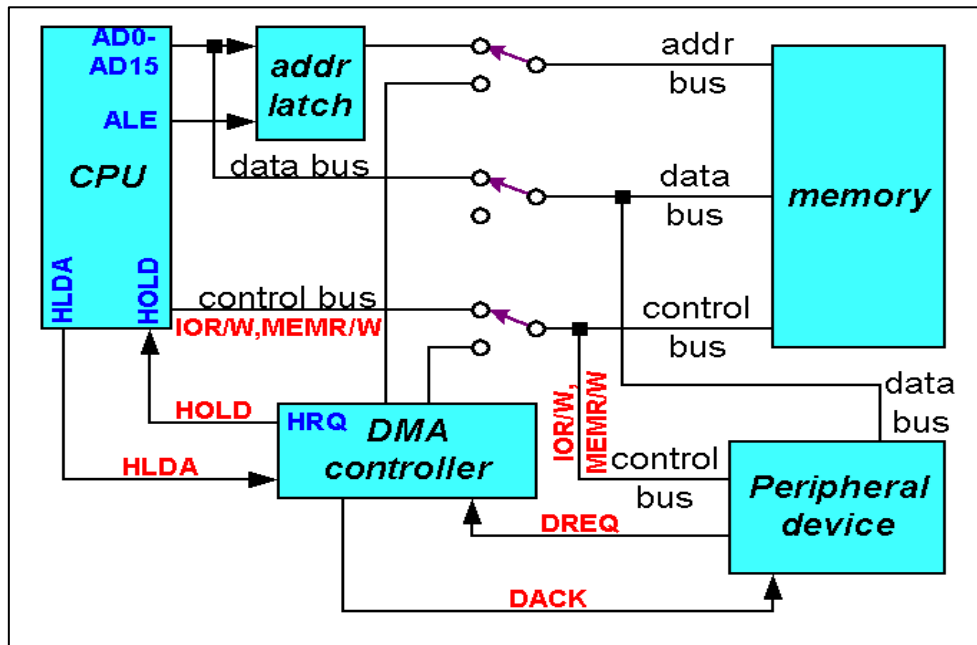 AD0-
AD15
ALE
CPU
HLDA
HOLD
addr
latch
data bus
control bus
IOR/W,MEMR/W
addr
bus
data
bus
control
bus
memory
HOLD
HLDA
HRQ
DMA
controller
IOR/W,
MEMR/W
control
bus
data
bus
Peripheral
device
DREQ
DACK